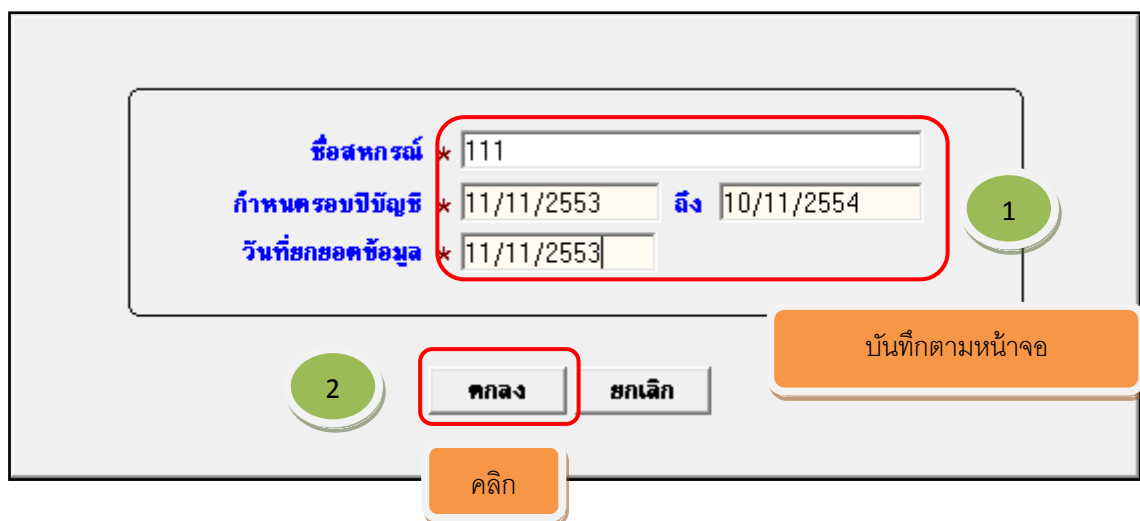 ชื่อสหกรณ์ * 111
กำหนดรอบปีบัญชี * 11/11/2553 ถึง 10/11/2554
1
วันที่ยกยอดข้อมูล * 11/11/2553
บันทึกตามหน้าจอ
2
ตกลง ยกเลิก
คลิก